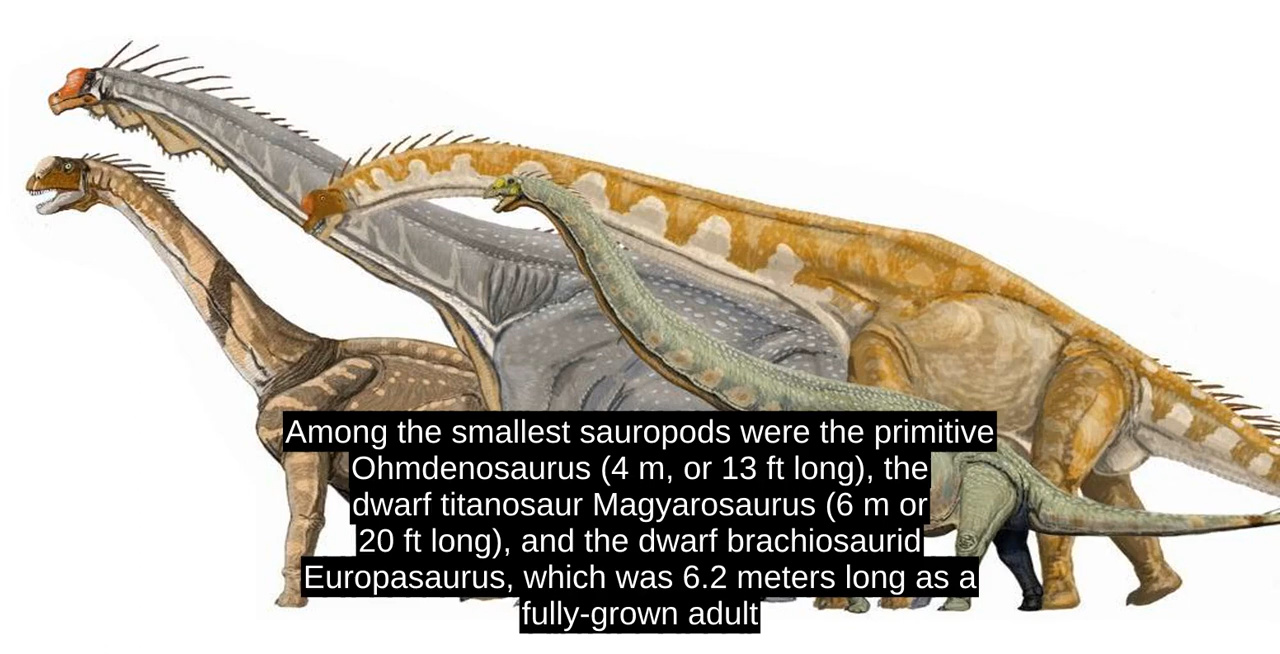 Among the smallest sauropods were the primitive
Ohmdenosaurus (4 m, or 13 ft long), the
dwarf titanosaur Magyarosaurus (6 m or
20 ft long), and the dwarf brachiosaurid
Europasaurus, which was 6.2 meters long as a
fully-grown adult